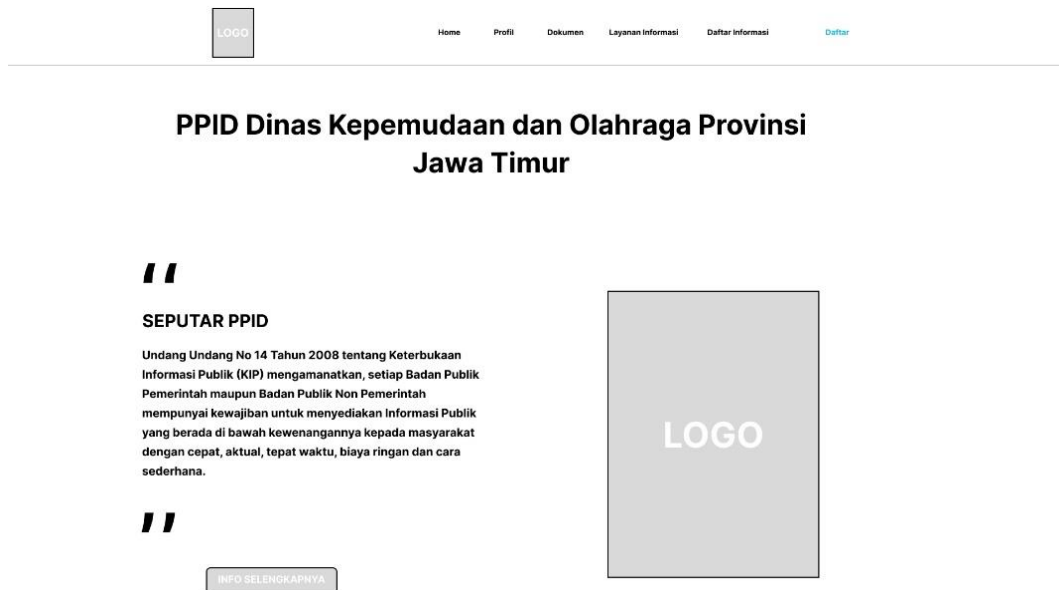 LOGO
Home Profil Dokumen Layanan Informasi Daftar Informasi Daftar
PPID Dinas Kepemudaan dan Olahraga Provinsi
Jawa Timur
“
SEPUTAR PPID
Undang Undang No 14 Tahun 2008 tentang Keterbukaan
Informasi Publik (KIP) mengamanatkan, setiap Badan Publik
Pemerintah maupun Badan Publik Non Pemerintah
mempunyai kewajiban untuk menyediakan Informasi Publik
yang berada di bawah kewenangannya kepada masyarakat
dengan cepat, aktual, tepat waktu, biaya ringan dan cara
sederhana.
”
INFO SELENGKAPNYA
LOGO